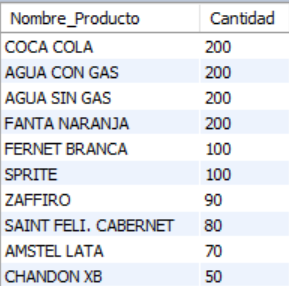 Nombre_Producto Cantidad
COCA COLA 200
AGUA CON GAS 200
AGUA SIN GAS 200
FANTA NARANJA 200
FERNET BRANCA 100
SPRITE 100
ZAFFIRO 90
SAINT FELI. CABERNET 80
AMSTEL LATA 70
CHANDON XB 50